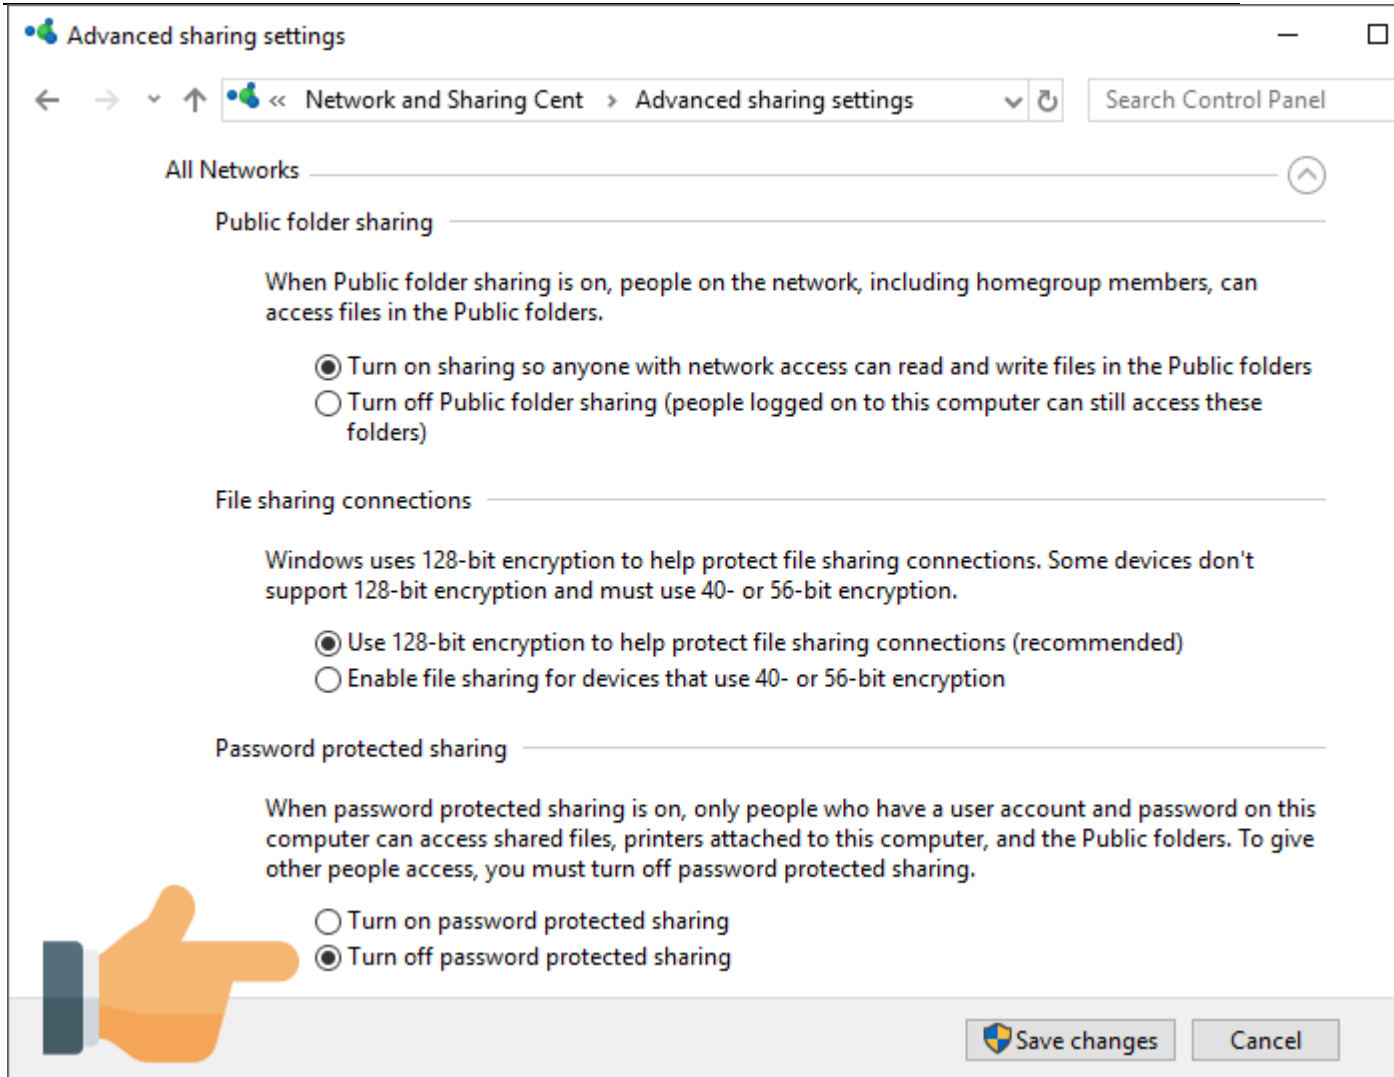 Advanced sharing settings
« Network and Sharing Cent > Advanced sharing settings
Search Control Panel
All Networks
Public folder sharing
When Public folder sharing is on, people on the network, including homegroup members, can
access files in the Public folders.
Turn on sharing so anyone with network access can read and write files in the Public folders
Turn off Public folder sharing (people logged on to this computer can still access these
folders)
File sharing connections
Windows uses 128-bit encryption to help protect file sharing connections. Some devices don't
support 128-bit encryption and must use 40- or 56-bit encryption.
Use 128-bit encryption to help protect file sharing connections (recommended)
Enable file sharing for devices that use 40- or 56-bit encryption
Password protected sharing
When password protected sharing is on, only people who have a user account and password on this
computer can access shared files, printers attached to this computer, and the Public folders. To give
other people access, you must turn off password protected sharing.
Turn on password protected sharing
Turn off password protected sharing
Save changes
Cancel